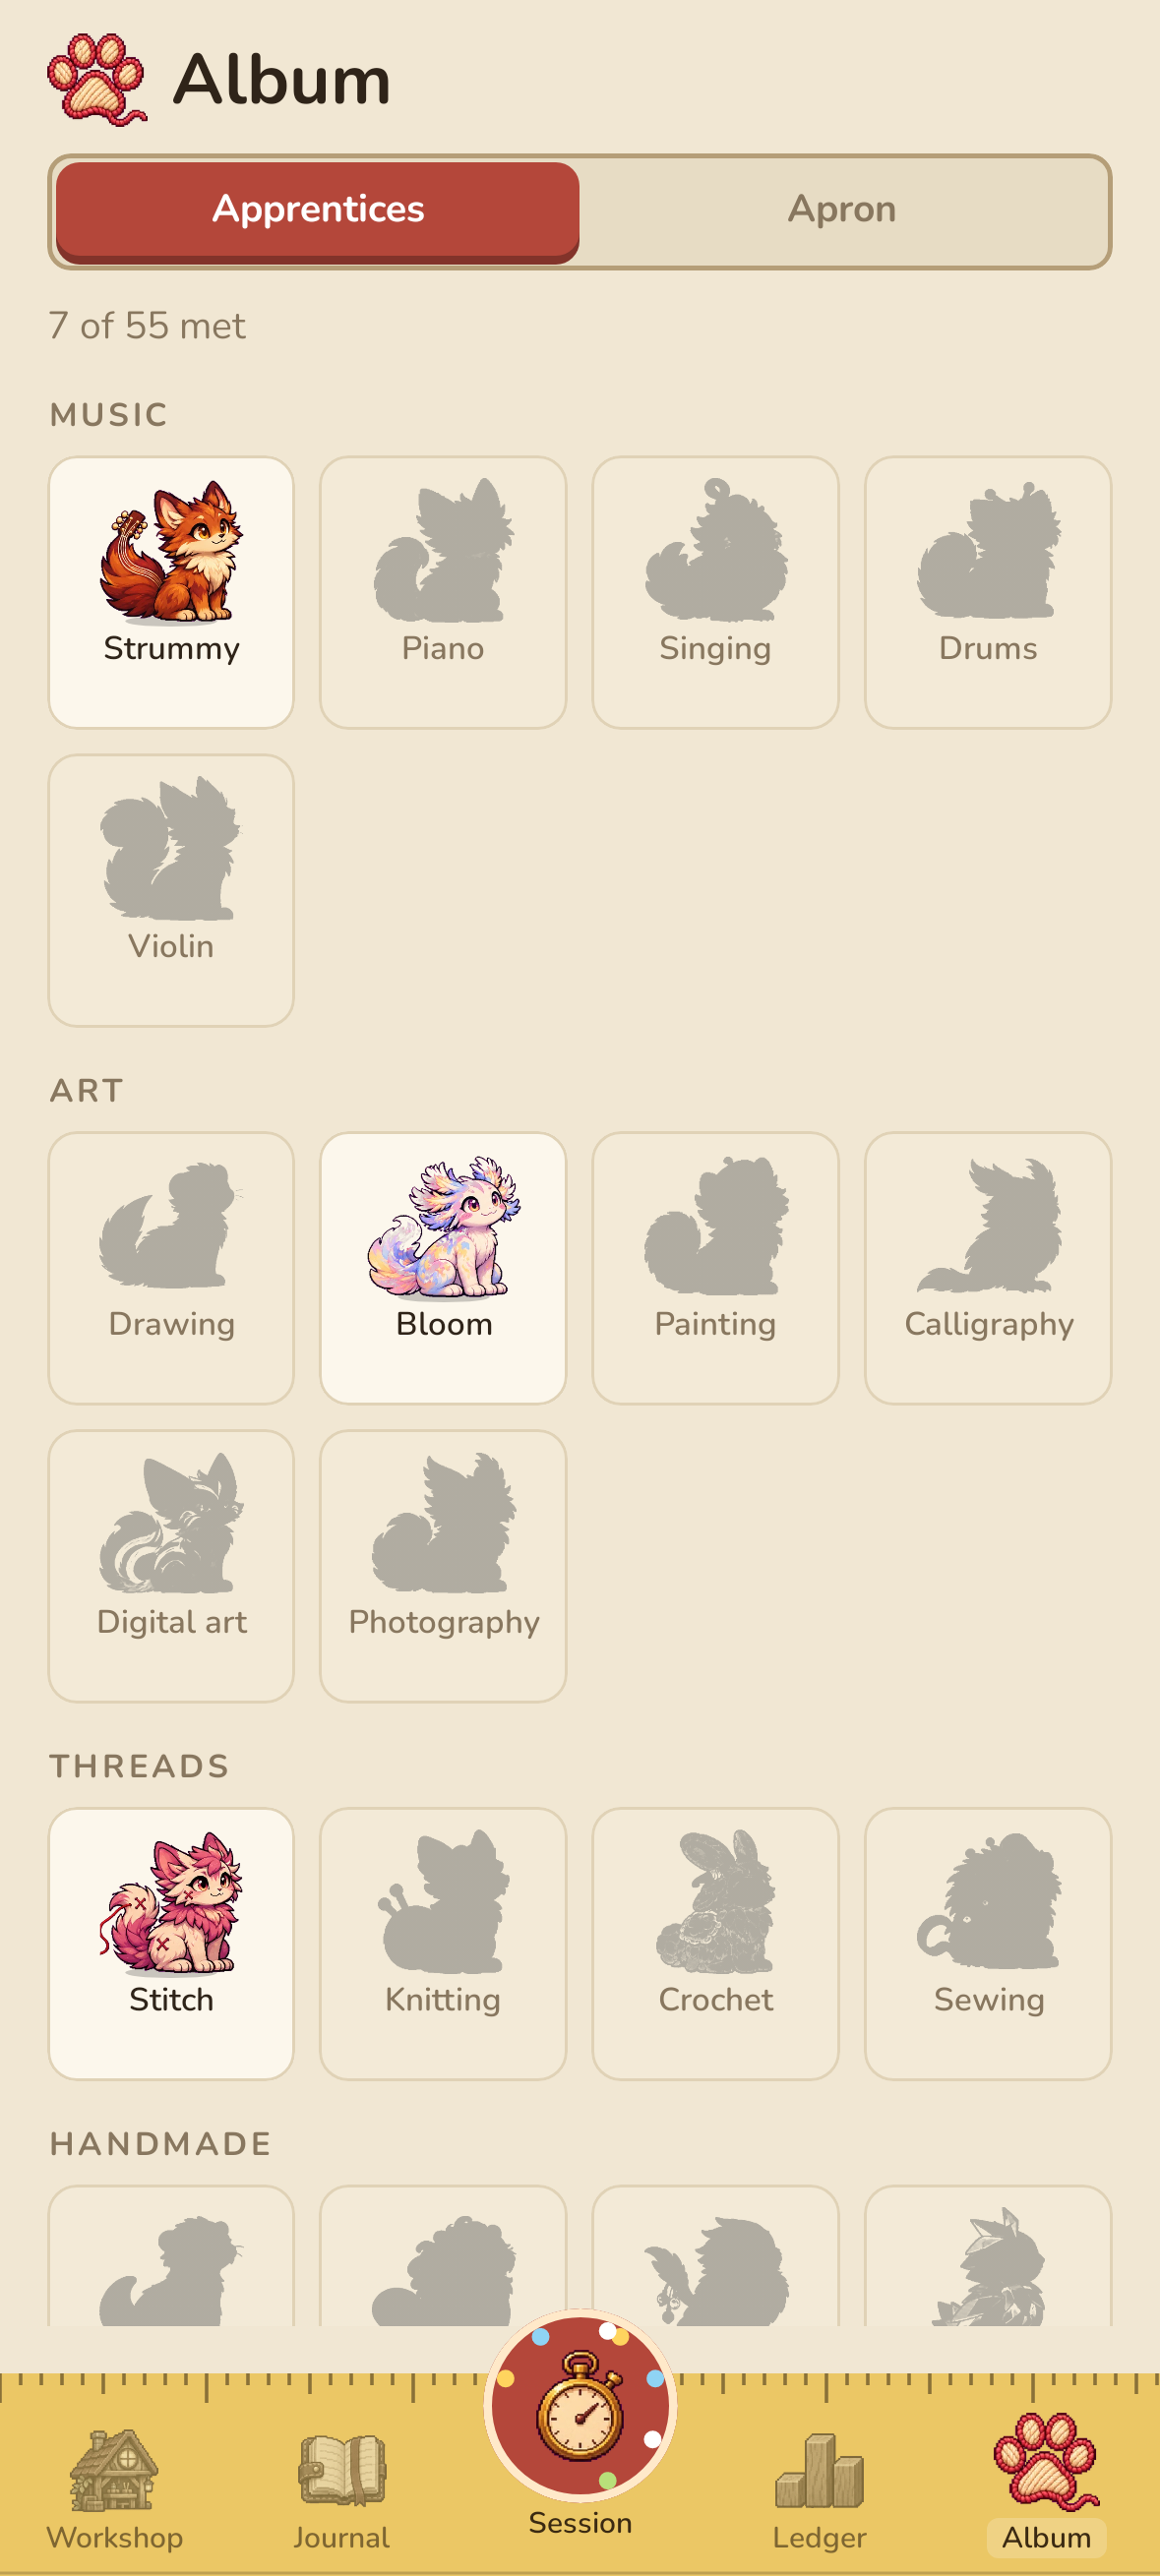 Album
Apprentices
Apron
7 of 55 met
MUSIC
Strummy
Piano
Singing
Drums
Violin
ART
Drawing
Bloom
Painting
Calligraphy
Digital art
Photography
THREADS
Stitch
Knitting
Crochet
Sewing
HANDMADE
Workshop
Journal
Session
Ledger
Album